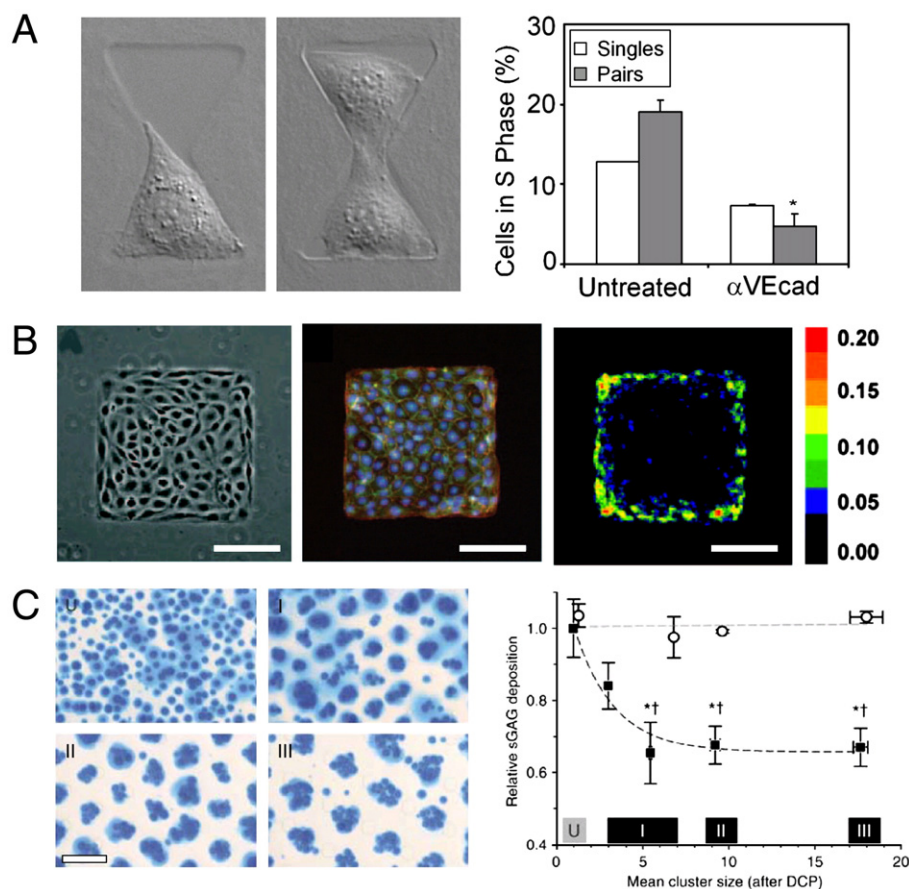 A
30
20
10
0
Cells in S Phase (%)
Singles
Pairs
*
Untreated
αVEcad
B
0.20
0.15
0.10
0.05
0.00
C
U
I
II
III
1.0
0.8
0.6
0.4
Relative sGAG deposition
*†
*†
*†
U
I
II
III
0
5
10
15
20
Mean cluster size (after DCP)